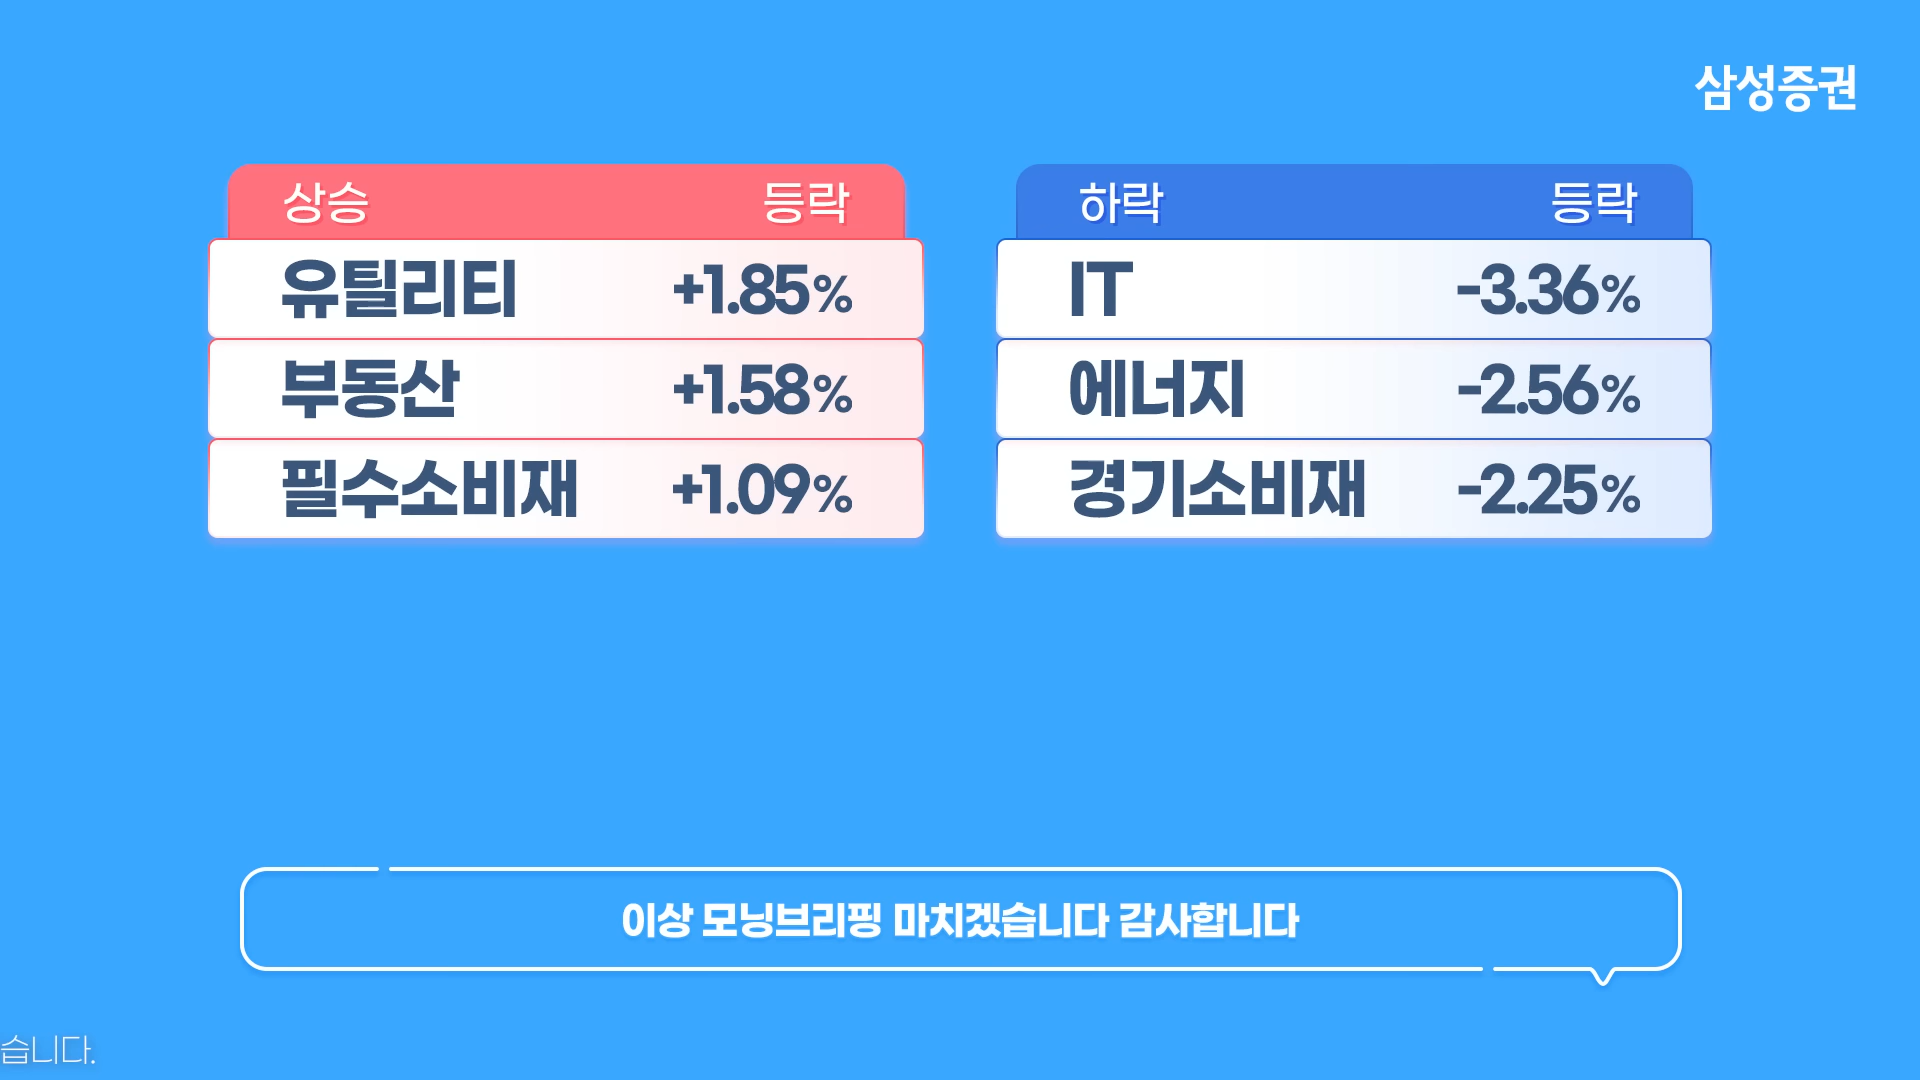 삼성증권
상승 등락
유틸리티 +1.85%
부동산 +1.58%
필수소비재 +1.09%
하락 등락
IT -3.36%
에너지 -2.56%
경기소비재 -2.25%
이상 모닝브리핑 마치겠습니다 감사합니다
습니다.